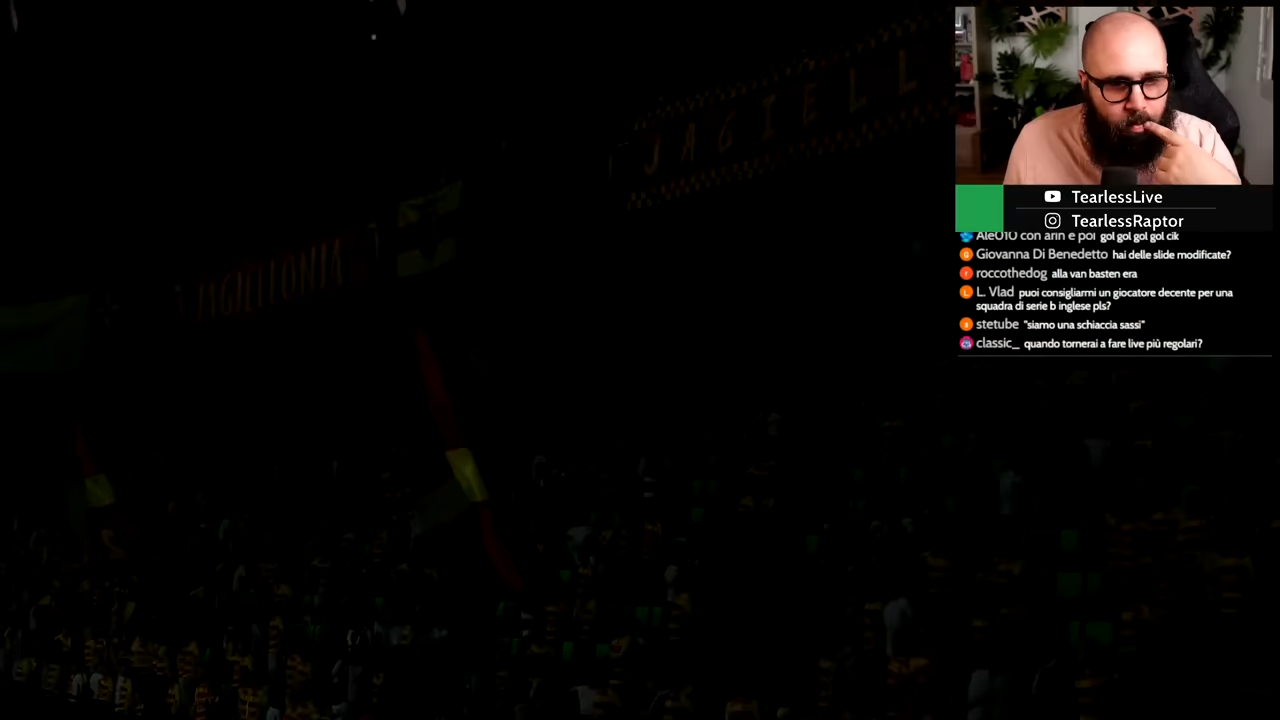 JAGIELL
TearlessLive
TearlessRaptor
Ale010 con arin e poi gol gol gol gol cik
Giovanna Di Benedetto hai delle slide modificate?
roccothedog alla van basten era
L. Vlad puoi consigliarmi un giocatore decente per una
squadra di serie b inglese pls?
stetube "siamo una schiaccia sassi"
classic_ quando tornerai a fare live più regolari?